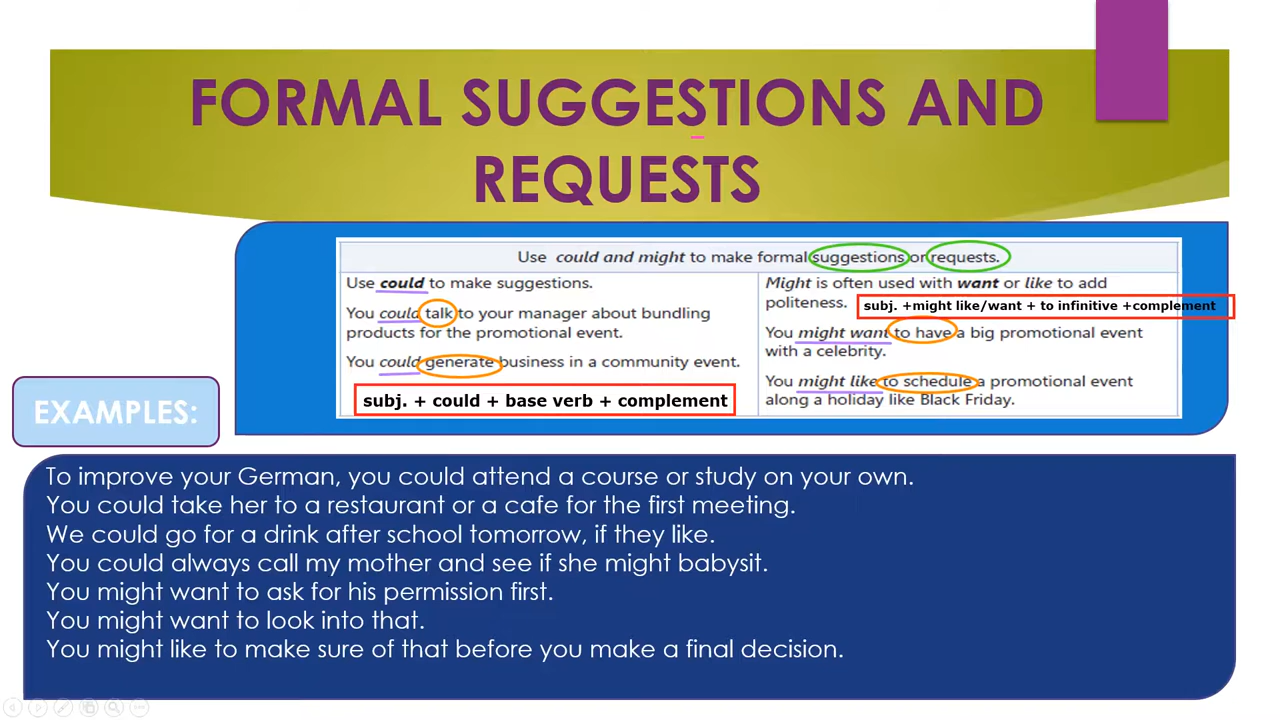 FORMAL SUGGESTIONS AND
REQUESTS
Use could and might to make formal suggestions or requests.
Use could to make suggestions.
You could talk to your manager about bundling
products for the promotional event.
You could generate business in a community event.
subj. + could + base verb + complement
Might is often used with want or like to add
politeness.
subj. +might like/want + to infinitive +complement
You might want to have a big promotional event
with a celebrity.
You might like to schedule a promotional event
along a holiday like Black Friday.
EXAMPLES:
To improve your German, you could attend a course or study on your own.
You could take her to a restaurant or a cafe for the first meeting.
We could go for a drink after school tomorrow, if they like.
You could always call my mother and see if she might babysit.
You might want to ask for his permission first.
You might want to look into that.
You might like to make sure of that before you make a final decision.